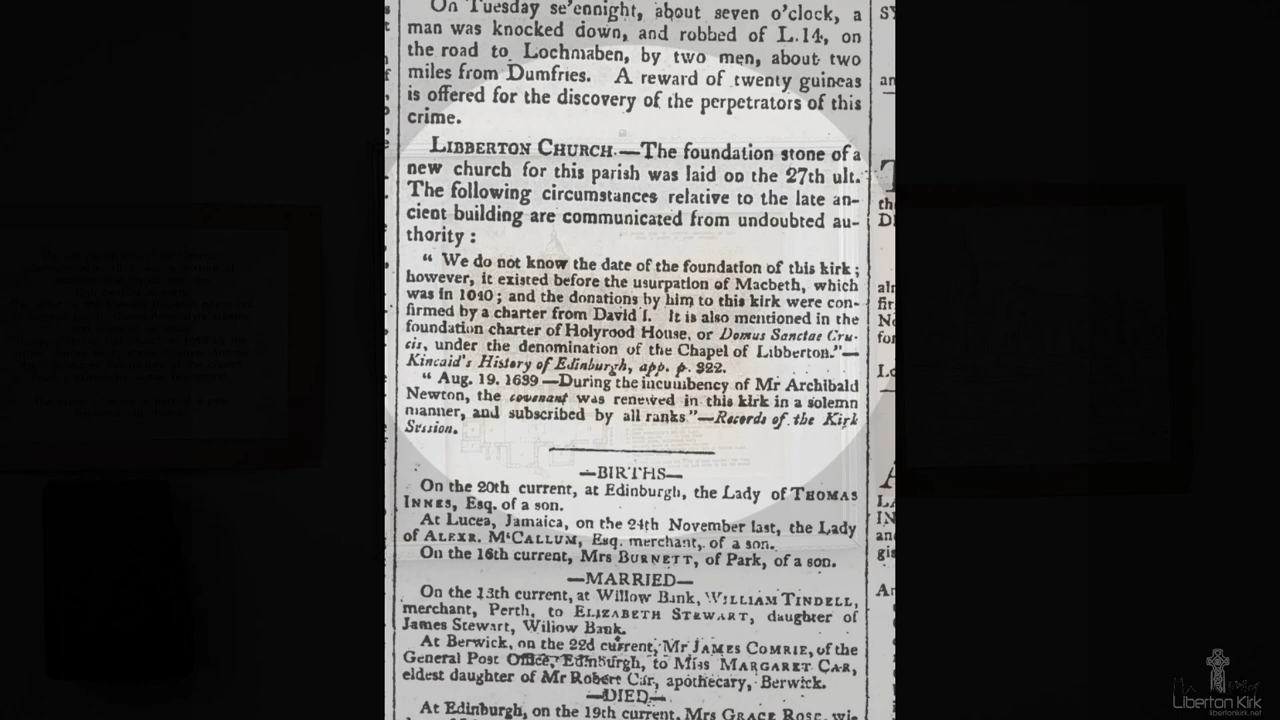 On Tuesday se'ennight, about seven o'clock, a
man was knocked down, and robbed of L.14, on
the road to Lochmaben, by two men, about two
miles from Dumfries. A reward of twenty guineas
is offered for the discovery of the perpetrators of this
crime.
LIBBERTON CHURCH.—The foundation stone of a
new church for this parish was laid on the 27th ult.
The following circumstances relative to the late an-
cient building are communicated from undoubted au-
thority :
" We do not know the date of the foundation of this kirk ;
however, it existed before the usurpation of Macbeth, which
was in 1040 ; and the donations by him to this kirk were con-
firmed by a charter from David I. It is also mentioned in the
foundation charter of Holyrood House, or Domus Sanctae Cru-
cis, under the denomination of the Chapel of Libberton."—
Kincaid's History of Edinburgh, app. p. 322.
" Aug. 19. 1639—During the incumbency of Mr Archibald
Newton, the covenant was renewed in this kirk in a solemn
manner, and subscribed by all ranks."—Records of the Kirk
Session.
—BIRTHS—
On the 20th current, at Edinburgh, the Lady of THOMAS
INNES, Esq. of a son.
At Lucea, Jamaica, on the 24th November last, the Lady
of ALEXR. M'CALLUM, Esq. merchant, of a son.
On the 16th current, Mrs BURNETT, of Park, of a son.
—MARRIED—
On the 13th current, at Willow Bank, WILLIAM TINDELL,
merchant, Perth, to ELIZABETH STEWART, daughter of
James Stewart, Willow Bank.
At Berwick, on the 22d current, Mr JAMES COMRIE, of the
General Post Office, Edinburgh, to Miss MARGARET CAR,
eldest daughter of Mr Robert Car, apothecary, Berwick.
—DIED—
At Edinburgh, on the 19th current, Mrs GRACE ROSE, wi-
Liberton Kirk
libertonkirk.net